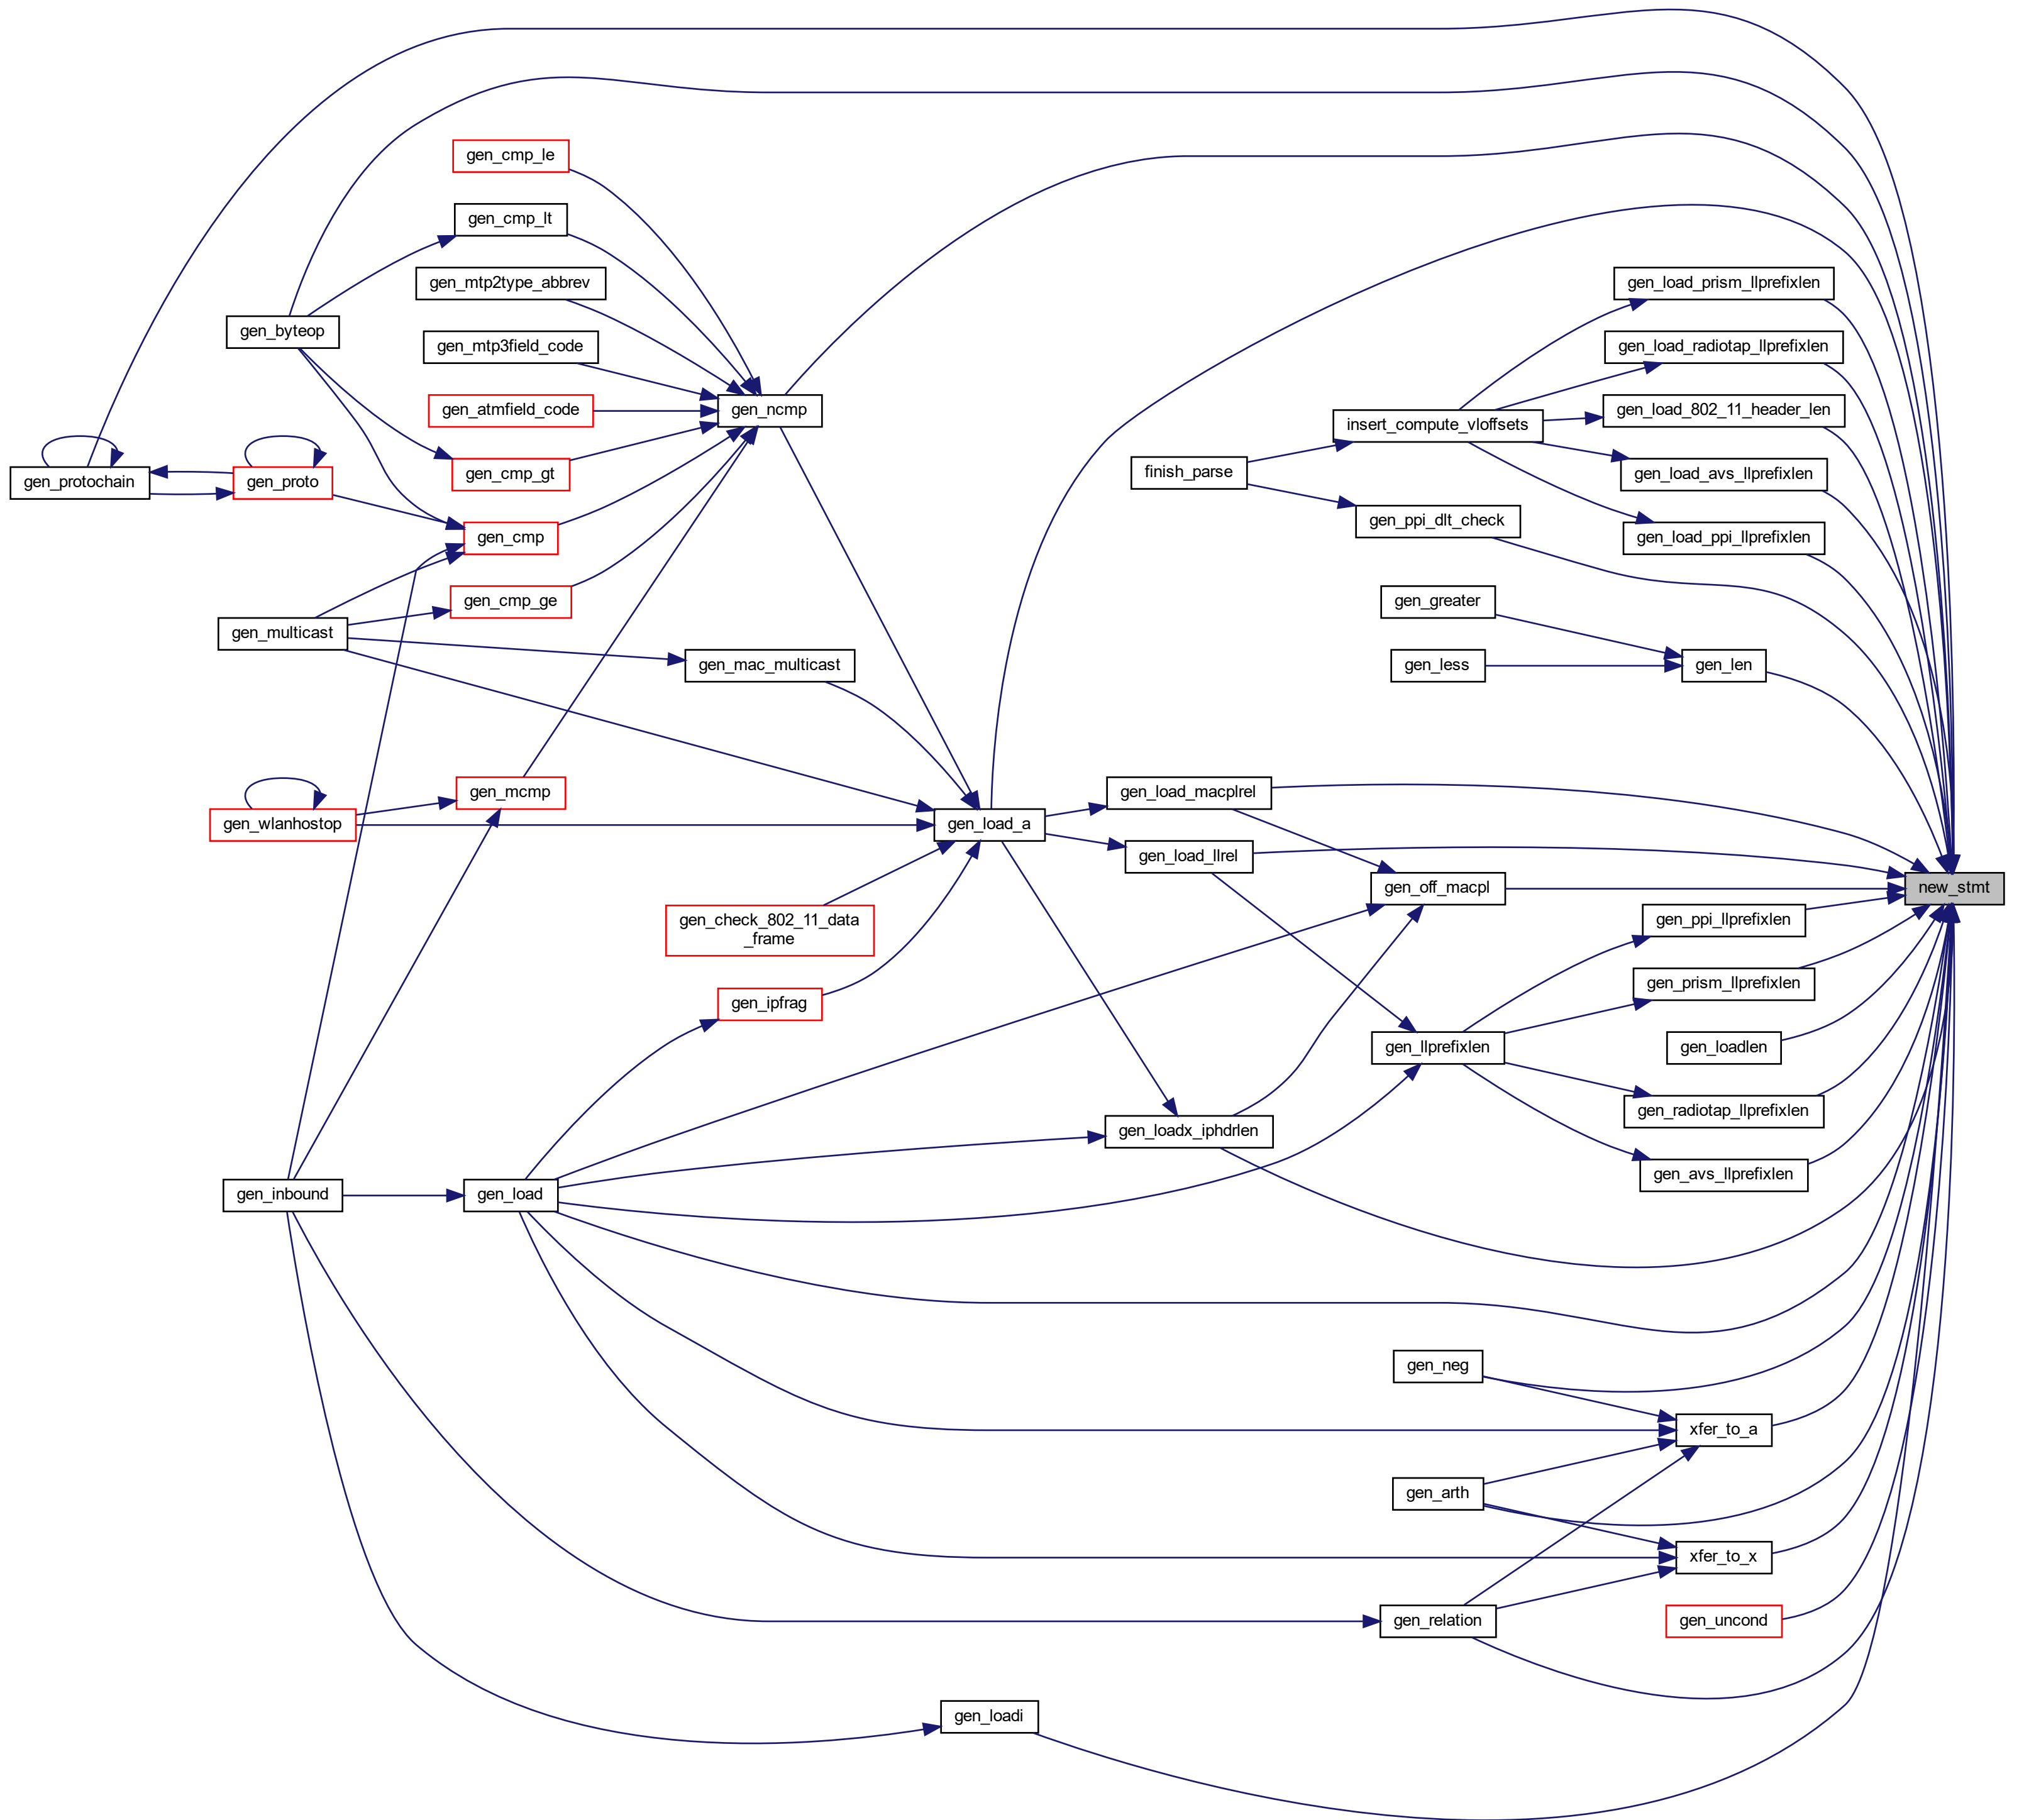 gen_cmp_le
gen_cmp_lt
gen_mtp2type_abbrev
gen_load_prism_llprefixlen
gen_byteop
gen_mtp3field_code
gen_load_radiotap_llprefixlen
gen_atmfield_code
gen_ncmp
gen_load_802_11_header_len
insert_compute_vloffsets
gen_protochain
gen_proto
gen_cmp_gt
finish_parse
gen_load_avs_llprefixlen
gen_cmp
gen_ppi_dlt_check
gen_load_ppi_llprefixlen
gen_cmp_ge
gen_greater
gen_multicast
gen_mac_multicast
gen_less
gen_len
gen_mcmp
gen_load_macplrel
gen_wlanhostop
gen_load_a
gen_load_llrel
gen_off_macpl
new_stmt
gen_check_802_11_data
_frame
gen_ppi_llprefixlen
gen_ipfrag
gen_prism_llprefixlen
gen_llprefixlen
gen_loadlen
gen_loadx_iphdrlen
gen_radiotap_llprefixlen
gen_avs_llprefixlen
gen_inbound
gen_load
gen_neg
xfer_to_a
gen_arth
xfer_to_x
gen_relation
gen_uncond
gen_loadi